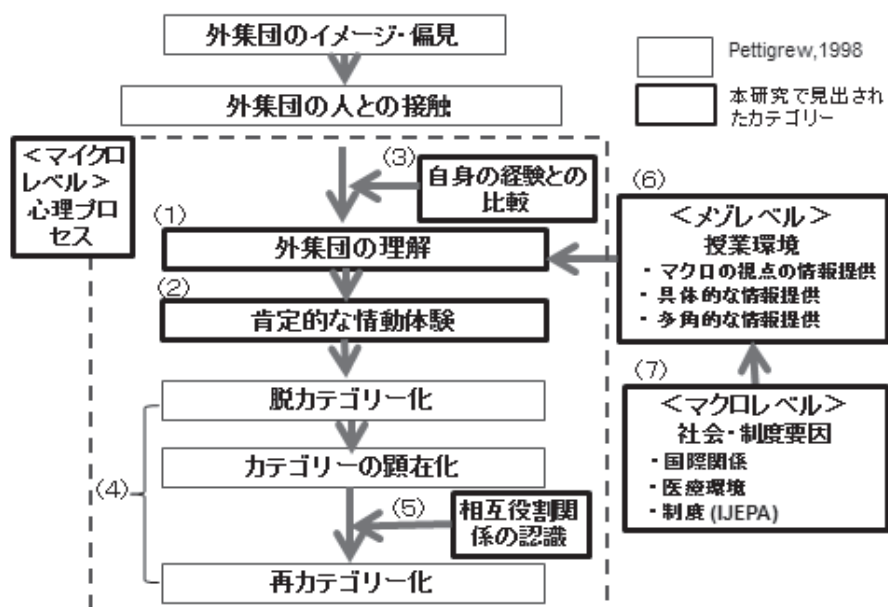 外集団のイメージ・偏見
外集団の人との接触
Pettigrew,1998
本研究で見出され
たカテゴリー
<マイクロ
レベル>
心理プロ
セス
(3)
自身の経験との
比較
(1)
外集団の理解
(2)
肯定的な情動体験
脱カテゴリー化
カテゴリーの顕在化
(4)
(5)
相互役割関
係の認識
再カテゴリー化
(6)
<メゾレベル>
授業環境
・マクロの視点の情報提供
・具体的な情報提供
・多角的な情報提供
(7)
<マクロレベル>
社会・制度要因
・国際関係
・医療環境
・制度 (IJEPA)